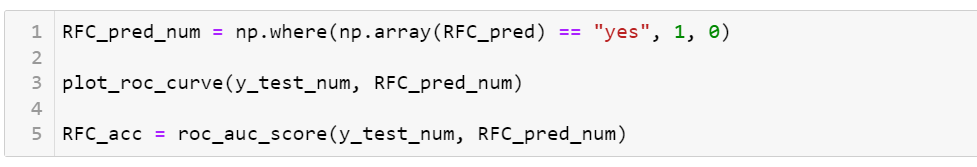 1 RFC_pred_num = np.where(np.array(RFC_pred) == "yes", 1, 0)
2
3 plot_roc_curve(y_test_num, RFC_pred_num)
4
5 RFC_acc = roc_auc_score(y_test_num, RFC_pred_num)